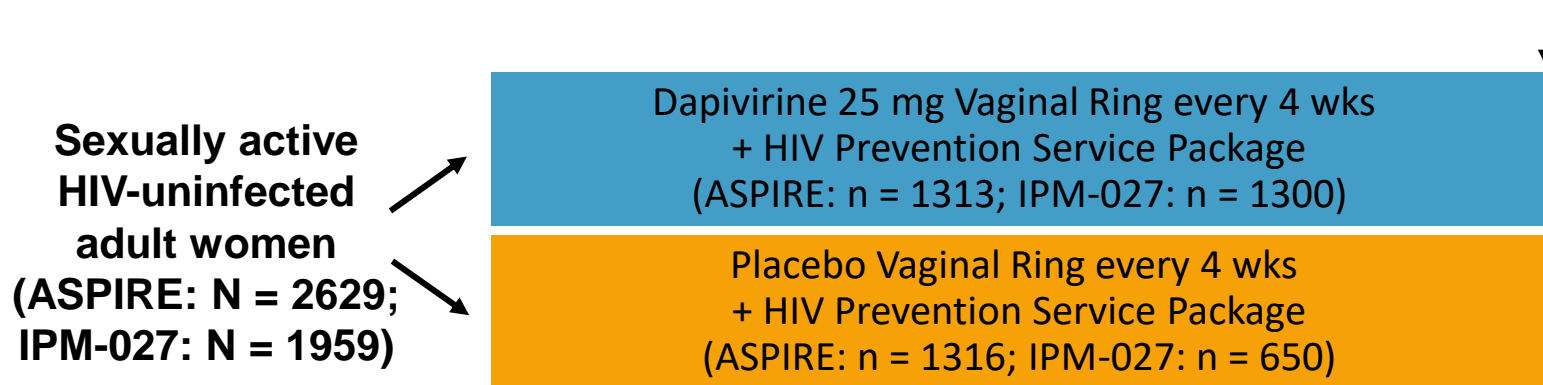 Sexually active
HIV-uninfected
adult women
(ASPIRE: N = 2629;
IPM-027: N = 1959)
Dapivirine 25 mg Vaginal Ring every 4 wks
+ HIV Prevention Service Package
(ASPIRE: n = 1313; IPM-027: n = 1300)
Placebo Vaginal Ring every 4 wks
+ HIV Prevention Service Package
(ASPIRE: n = 1316; IPM-027: n = 650)